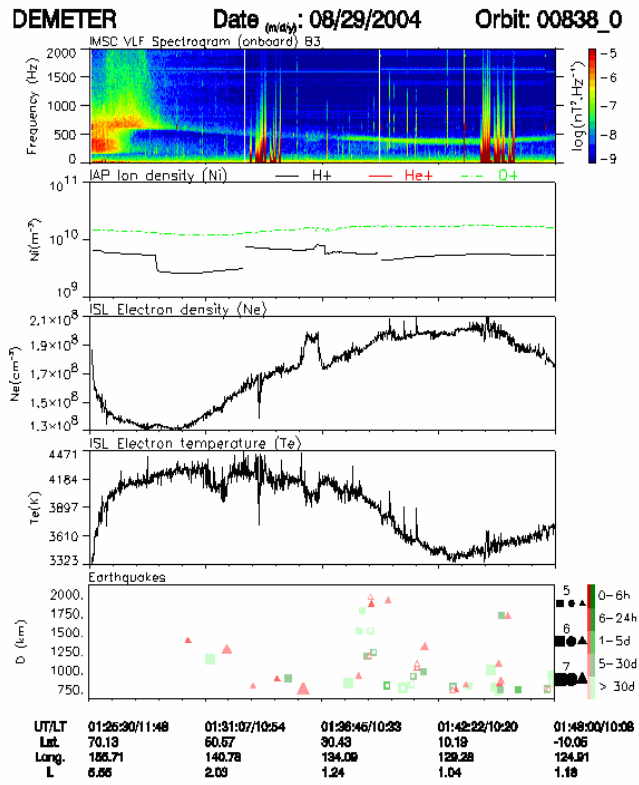 DEMETER Date (m/d/y): 08/29/2004 Orbit: 00838_0
IMSC VLF Spectrogram (onboard) B3
Frequency (Hz)
2000
1500
1000
500
0
-5
-6
-7
-8
-9
log(nT².Hz⁻¹)
IAP Ion density (Ni) H+ He+ O+
Ni(m⁻³)
10¹¹
10¹⁰
10⁹
ISL Electron density (Ne)
Ne(cm⁻³)
2.1×10⁸
1.9×10⁸
1.7×10⁸
1.5×10⁸
1.3×10⁸
ISL Electron temperature (Te)
Te(K)
4471
4184
3897
3610
3323
Earthquakes
D (km)
2000.
1750.
1500.
1250.
1000.
750.
5
6
7
0-6h
6-24h
1-5d
5-30d
> 30d
UT/LT 01:25:30/11:48 01:31:07/10:54 01:36:45/10:33 01:42:22/10:20 01:48:00/10:08
Lat. 70.13 50.57 30.43 10.19 -10.05
Long. 155.71 140.78 134.09 129.28 124.91
L 5.55 2.03 1.24 1.04 1.18